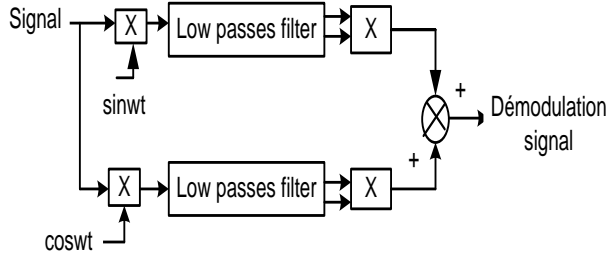 Signal
X
Low passes filter
X
sinwt
+
Démodulation
signal
+
X
Low passes filter
X
coswt